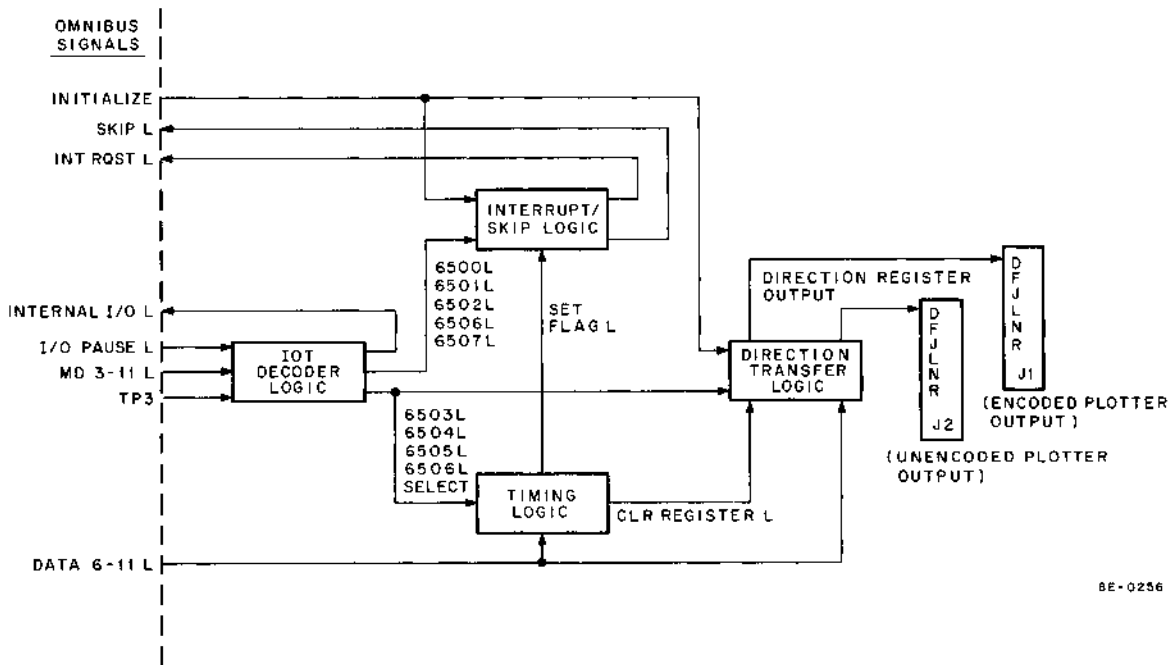 OMNIBUS
SIGNALS
INITIALIZE
SKIP L
INT RQST L
INTERRUPT/
SKIP LOGIC
6500L
6501L
6502L
6506L
6507L
SET
FLAG L
DIRECTION REGISTER
OUTPUT
D
F
J
L
N
R
J1
(ENCODED PLOTTER
OUTPUT)
D
F
J
L
N
R
J2
(UNENCODED PLOTTER
OUTPUT)
INTERNAL I/O L
I/O PAUSE L
MD 3-11 L
TP3
IOT
DECODER
LOGIC
DIRECTION
TRANSFER
LOGIC
6503L
6504L
6505L
6506L
SELECT
TIMING
LOGIC
CLR REGISTER L
DATA 6-11 L
8E-0256